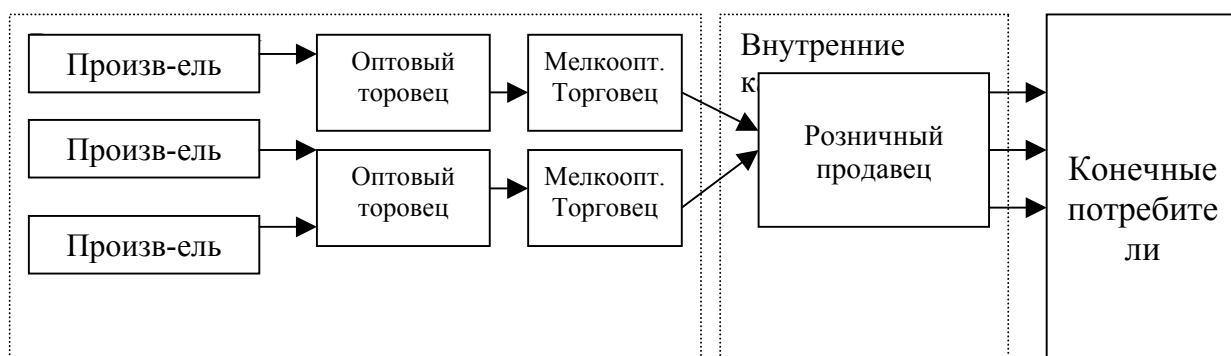 Произв-ель
Произв-ель
Произв-ель
Оптовый
торовец
Оптовый
торовец
Мелкоопт.
Торговец
Мелкоопт.
Торговец
Внутренние
Розничный
продавец
Конечные
потребите
ли